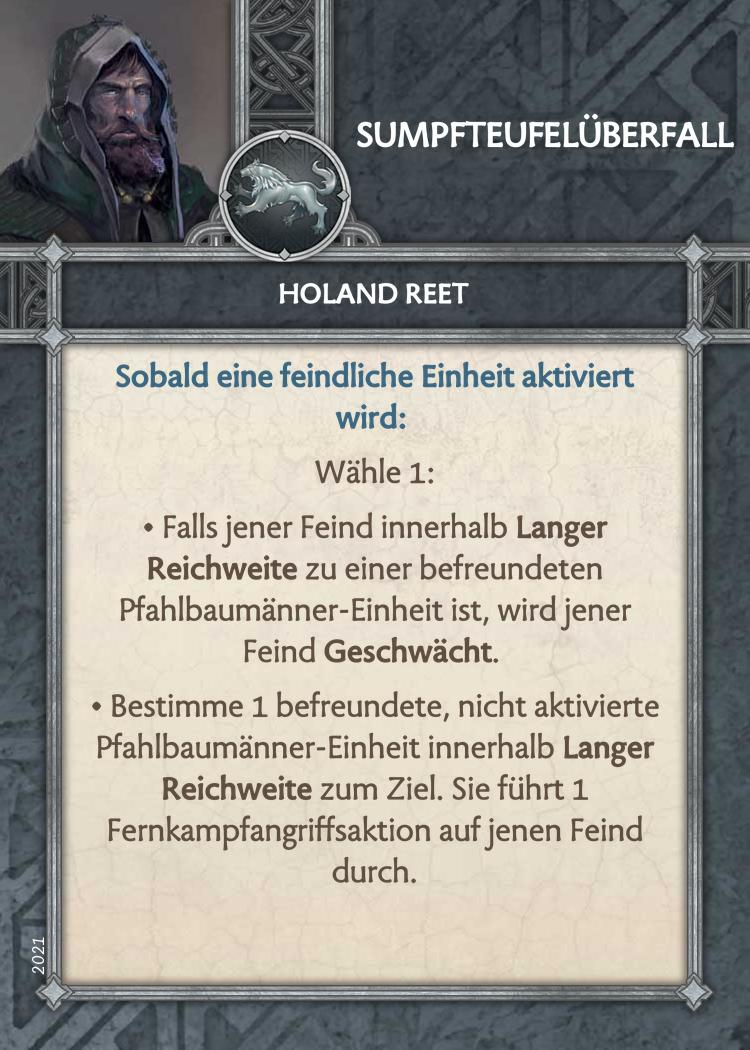 SUMPFTEUFELÜBERFALL
HOLAND REET
Sobald eine feindliche Einheit aktiviert
wird:
Wähle 1:
• Falls jener Feind innerhalb Langer
Reichweite zu einer befreundeten
Pfahlbaumänner-Einheit ist, wird jener
Feind Geschwächt.
• Bestimme 1 befreundete, nicht aktivierte
Pfahlbaumänner-Einheit innerhalb Langer
Reichweite zum Ziel. Sie führt 1
Fernkampfangriffsaktion auf jenen Feind
durch.
2021